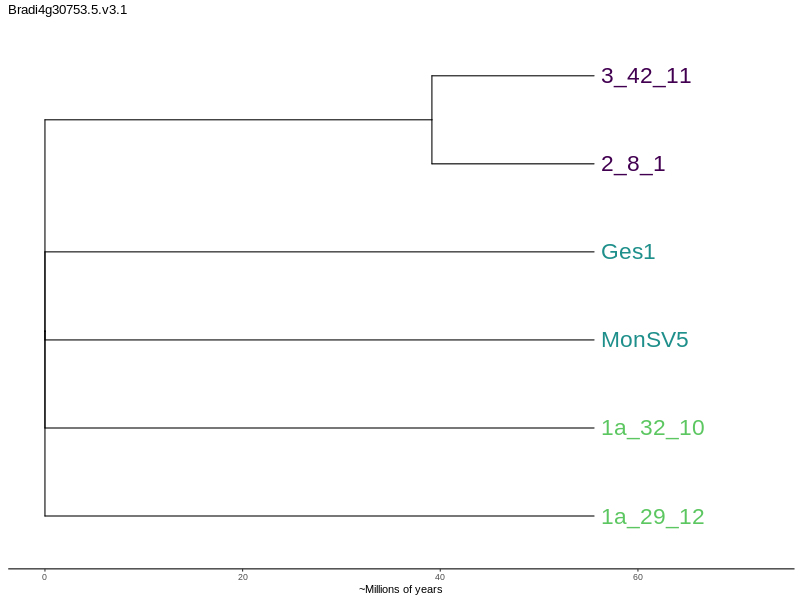 Bradi4g30753.5.v3.1
3_42_11
2_8_1
Ges1
MonSV5
1a_32_10
1a_29_12
0 20 40 60
~Millions of years